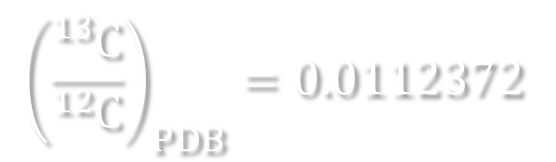 (¹³C / ¹²C)PDB = 0.0112372